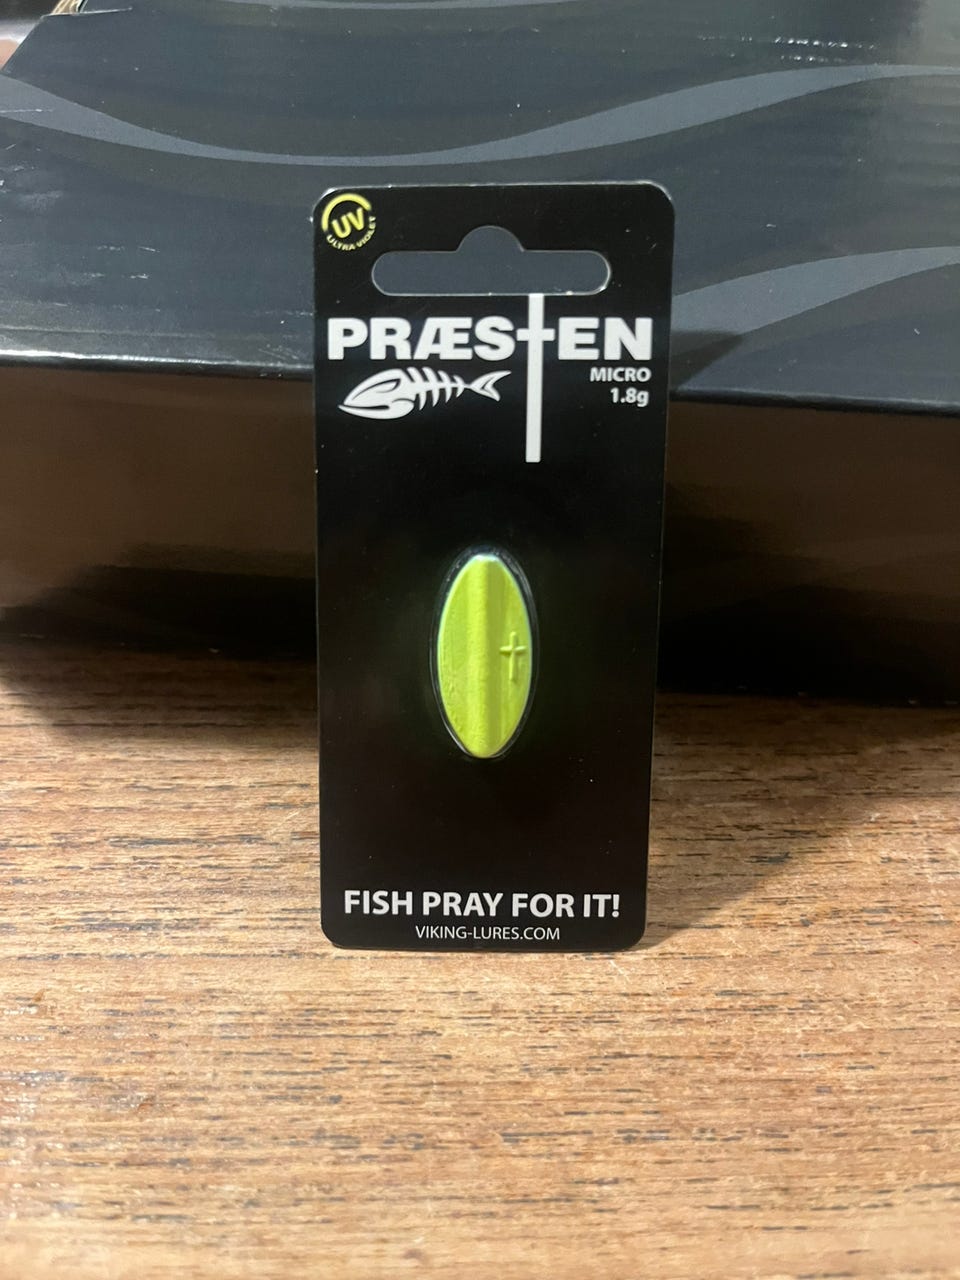 UV
ULTRA VIOLET
PRÆSTEN
MICRO
1.8g
FISH PRAY FOR IT!
VIKING-LURES.COM